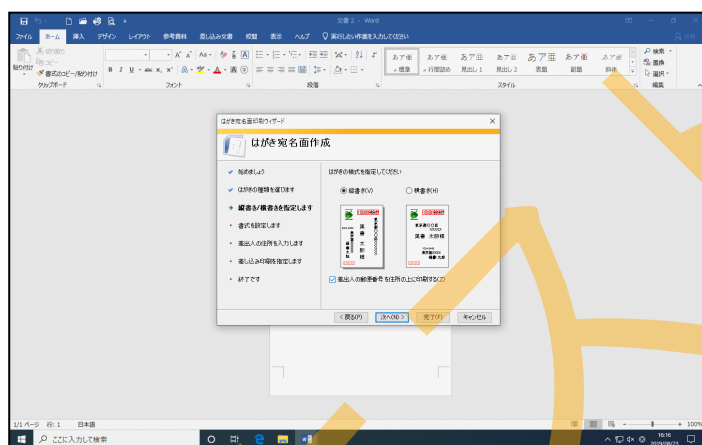 文書 2 - Word
ファイル ホーム 挿入 デザイン レイアウト 参考資料 差し込み文書 校閲 表示 ヘルプ 実行したい作業を入力してください
貼り付け
書式のコピー/貼り付け
クリップボード フォント 段落 スタイル 編集
標準 行間詰め 見出し 1 見出し 2 表題 副題 斜体
検索
置換
選択
はがき宛名面印刷ウィザード
はがき宛名面作成
始めましょう
はがきの種類を選びます
縦書き/横書きを指定します
書式を設定します
差出人の住所を入力します
差し込み印刷を指定します
終了です
はがきの様式を指定してください
縦書き(V) 横書き(H)
差出人の郵便番号を住所の上に印刷する(Z)
< 戻る(P) 次へ(N) > 完了(F) キャンセル
1/1 ページ 行: 1 日本語 100%
ここに入力して検索
16:16
2019/08/23